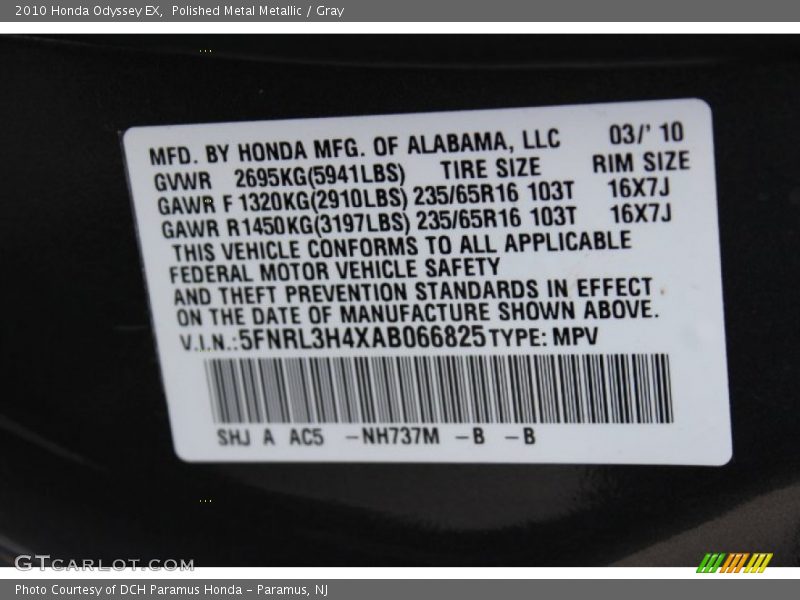 2010 Honda Odyssey EX, Polished Metal Metallic / Gray
MFD. BY HONDA MFG. OF ALABAMA, LLC 03/' 10
GVWR 2695KG(5941LBS) TIRE SIZE RIM SIZE
GAWR F 1320KG(2910LBS) 235/65R16 103T 16X7J
GAWR R1450KG(3197LBS) 235/65R16 103T 16X7J
THIS VEHICLE CONFORMS TO ALL APPLICABLE
FEDERAL MOTOR VEHICLE SAFETY
AND THEFT PREVENTION STANDARDS IN EFFECT
ON THE DATE OF MANUFACTURE SHOWN ABOVE.
V.I.N.:5FNRL3H4XAB066825 TYPE: MPV
SHJ A AC5 -NH737M -B -B
GTCARLOT.COM
Photo Courtesy of DCH Paramus Honda - Paramus, NJ